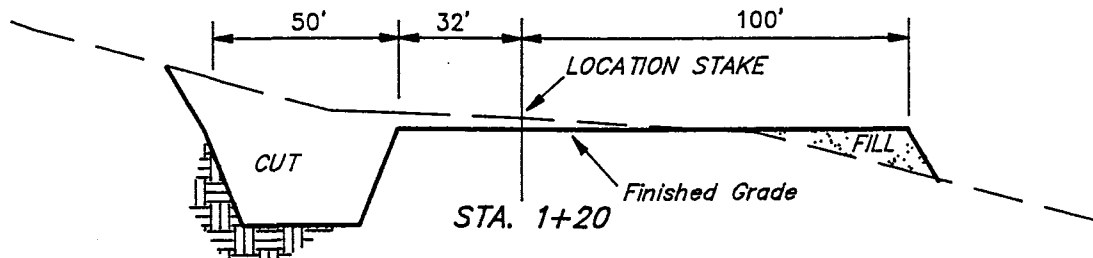 50' 32' 100'
LOCATION STAKE
CUT
FILL
Finished Grade
STA. 1+20